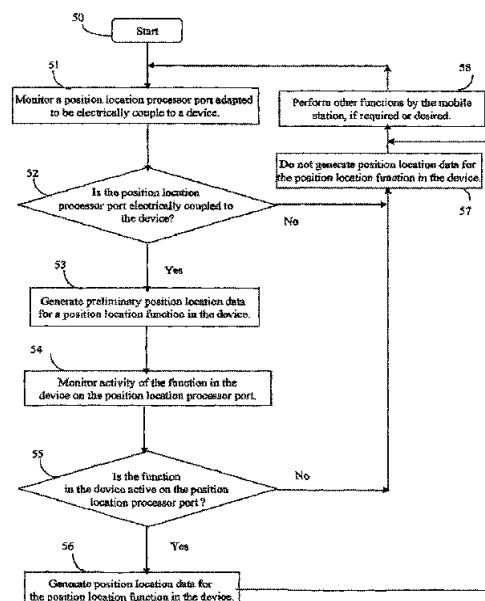 50
Start
51
58
Monitor a position location processor port adapted
to be electrically couple to a device.
Perform other functions by the mobile
station, if required or desired.
52
Do not generate position location data for
the position location function in the device.
57
Is the position location
processor port electrically coupled to
the device?
No
Yes
53
Generate preliminary position location data
for a position location function in the device.
54
Monitor activity of the function in the
device on the position location processor port.
55
Is the function
in the device active on the position
location processor port?
No
Yes
56
Generate position location data for
the position location function in the device.